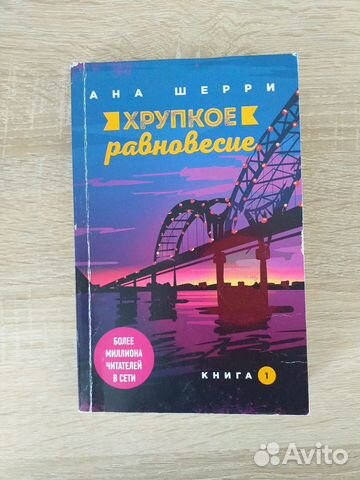 АНА ШЕРРИ
ХРУПКОЕ
равновесие
БОЛЕЕ
МИЛЛИОНА
ЧИТАТЕЛЕЙ
В СЕТИ
КНИГА 1
Avito